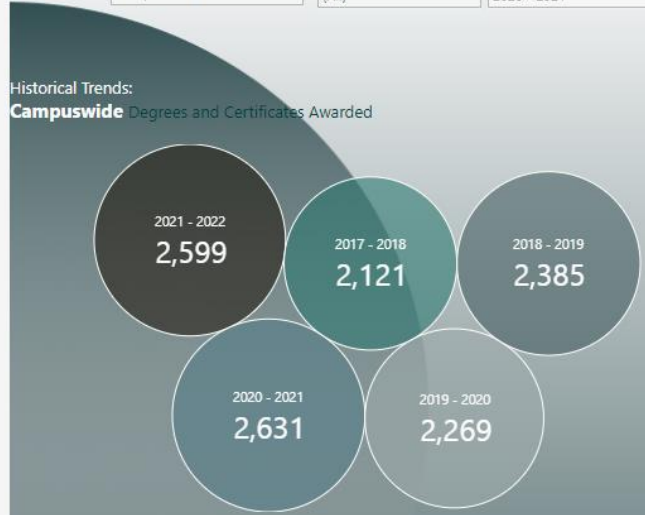 Historical Trends:
Campuswide Degrees and Certificates Awarded
2021 - 2022
2,599
2017 - 2018
2,121
2018 - 2019
2,385
2020 - 2021
2,631
2019 - 2020
2,269